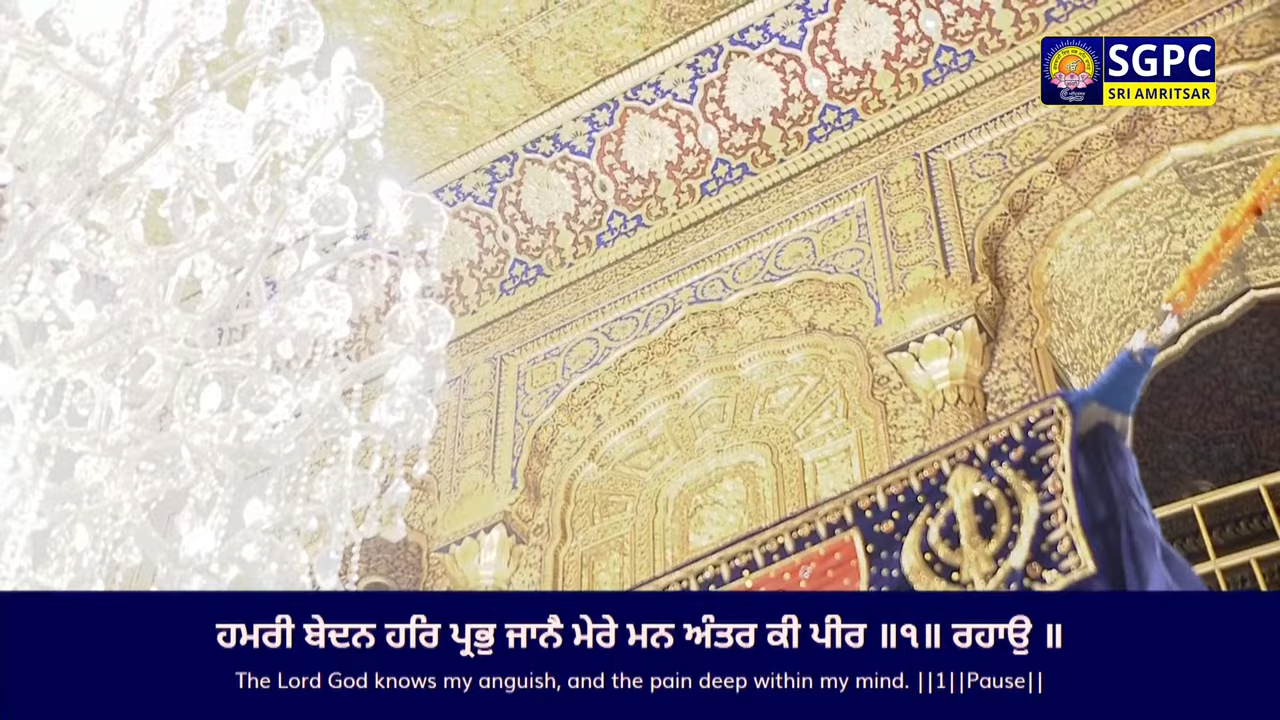 SGPC
SRI AMRITSAR
ਹਮਰੀ ਬੇਦਨ ਹਰਿ ਪ੍ਰਭੁ ਜਾਨੈ ਮੇਰੇ ਮਨ ਅੰਤਰ ਕੀ ਪੀਰ ॥੧॥ ਰਹਾਉ ॥
The Lord God knows my anguish, and the pain deep within my mind. ||1||Pause||